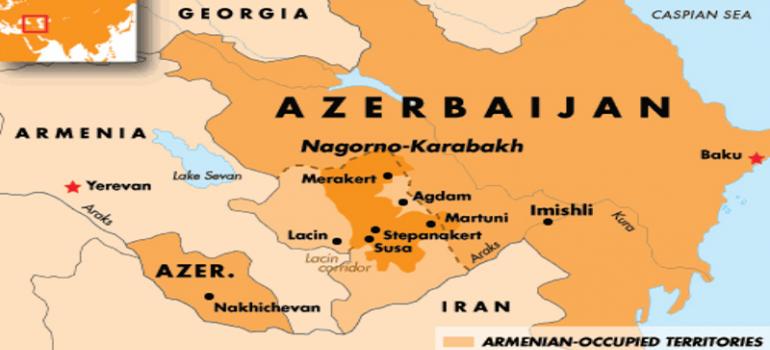 GEORGIA
CASPIAN SEA
AZERBAIJAN
ARMENIA
Nagorno-Karabakh
Baku
Lake Sevan
Merakert
Yerevan
Agdam
Araks
Martuni
Imishli
Kura
Lacin
Stepanakert
Susa
Araks
Lacin
corridor
AZER.
Nakhichevan
IRAN
ARMENIAN-OCCUPIED TERRITORIES